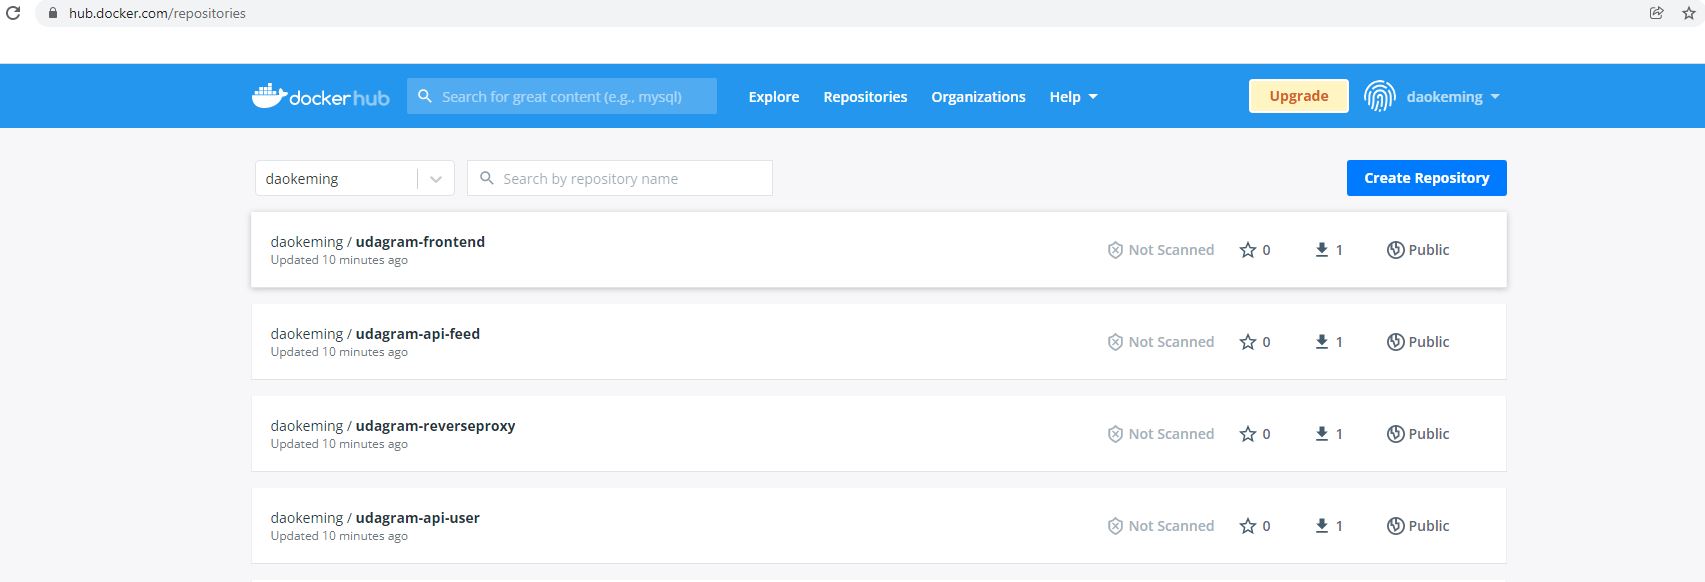 hub.docker.com/repositories
dockerhub Search for great content (e.g., mysql) Explore Repositories Organizations Help Upgrade daokeming
daokeming Search by repository name Create Repository
daokeming / udagram-frontend Not Scanned 0 1 Public
Updated 10 minutes ago
daokeming / udagram-api-feed Not Scanned 0 1 Public
Updated 10 minutes ago
daokeming / udagram-reverseproxy Not Scanned 0 1 Public
Updated 10 minutes ago
daokeming / udagram-api-user Not Scanned 0 1 Public
Updated 10 minutes ago